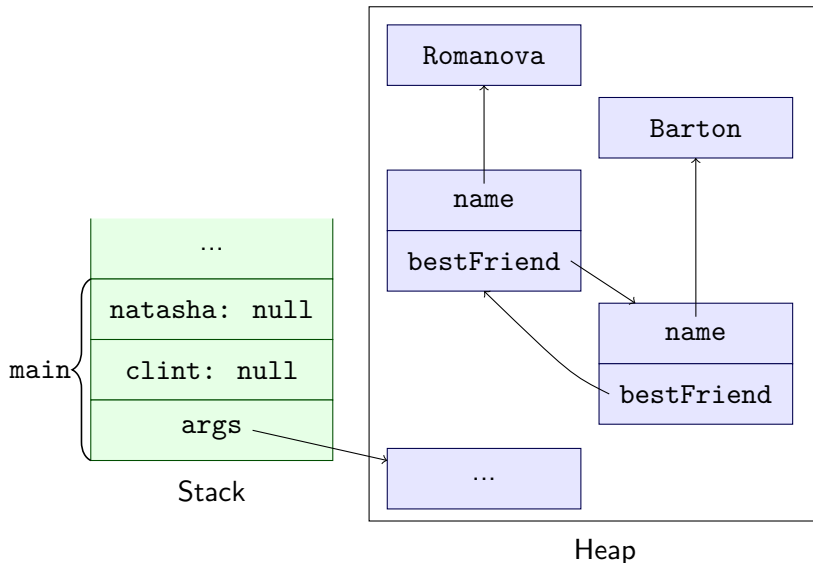 Romanova
Barton
name
bestFriend
name
bestFriend
...
natasha: null
clint: null
args
main
Stack
...
Heap